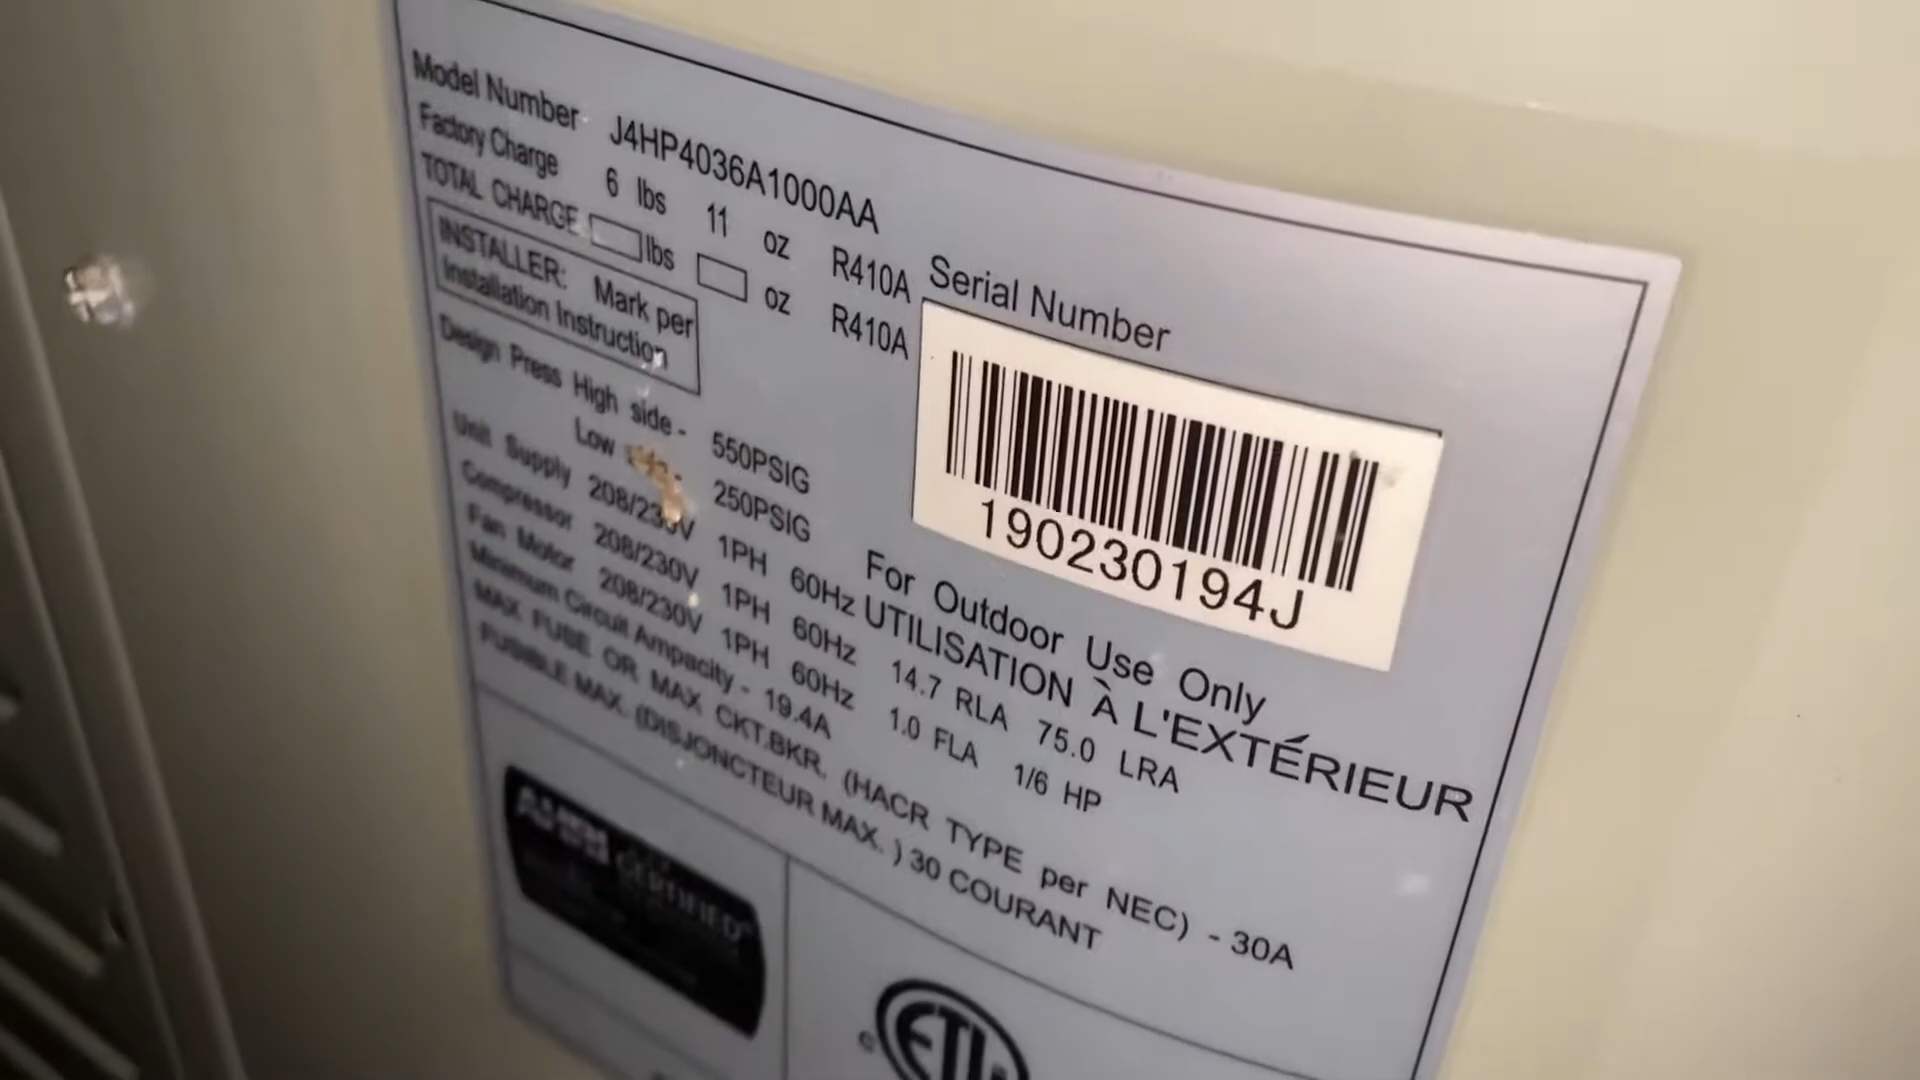 Model Number J4HP4036A1000AA
Factory Charge 6 lbs 11 oz R410A
TOTAL CHARGE lbs oz R410A
INSTALLER: Mark per
Installation Instruction
Design Press High side - 550PSIG
Low side - 250PSIG
Serial Number
190230194J
For Outdoor Use Only
UTILISATION À L'EXTÉRIEUR
Unit Supply 208/230V 1PH 60Hz
Compressor 208/230V 1PH 60Hz 14.7 RLA 75.0 LRA
Fan Motor 208/230V 1PH 60Hz 1.0 FLA 1/6 HP
Minimum Circuit Ampacity - 19.4A
MAX FUSE OR MAX CKT.BKR. (HACR TYPE per NEC) - 30A
FUSIBLE MAX. (DISJONCTEUR MAX. ) 30 COURANT
CERTIFIED
c ETL